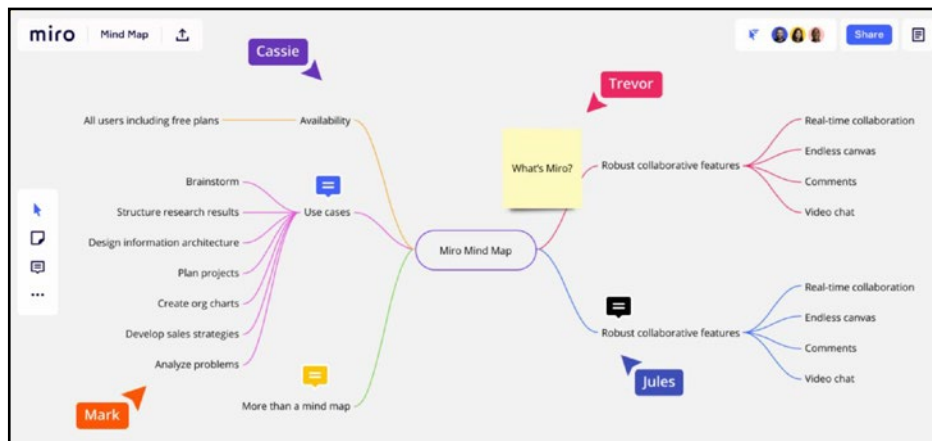 miro
Mind Map
Share
Cassie
Trevor
All users including free plans
Availability
What's Miro?
Robust collaborative features
Real-time collaboration
Endless canvas
Comments
Video chat
Brainstorm
Structure research results
Use cases
Design information architecture
Plan projects
Create org charts
Develop sales strategies
Analyze problems
Miro Mind Map
Robust collaborative features
Real-time collaboration
Endless canvas
Comments
Video chat
Jules
More than a mind map
Mark